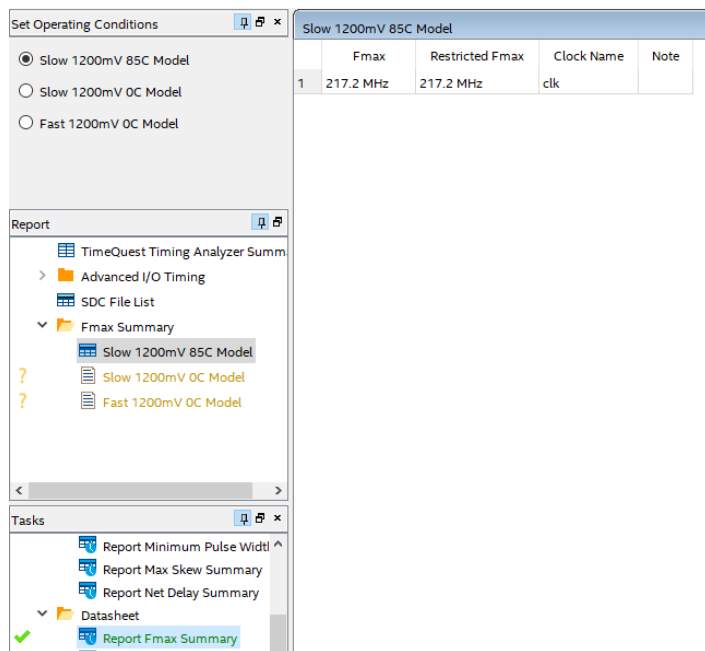 Set Operating Conditions
Slow 1200mV 85C Model
Slow 1200mV 0C Model
Fast 1200mV 0C Model
Report
TimeQuest Timing Analyzer Summ
Advanced I/O Timing
SDC File List
Fmax Summary
Slow 1200mV 85C Model
? Slow 1200mV 0C Model
? Fast 1200mV 0C Model
Tasks
Report Minimum Pulse Widtl
Report Max Skew Summary
Report Net Delay Summary
Datasheet
Report Fmax Summary
Slow 1200mV 85C Model
Fmax Restricted Fmax Clock Name Note
1 217.2 MHz 217.2 MHz clk